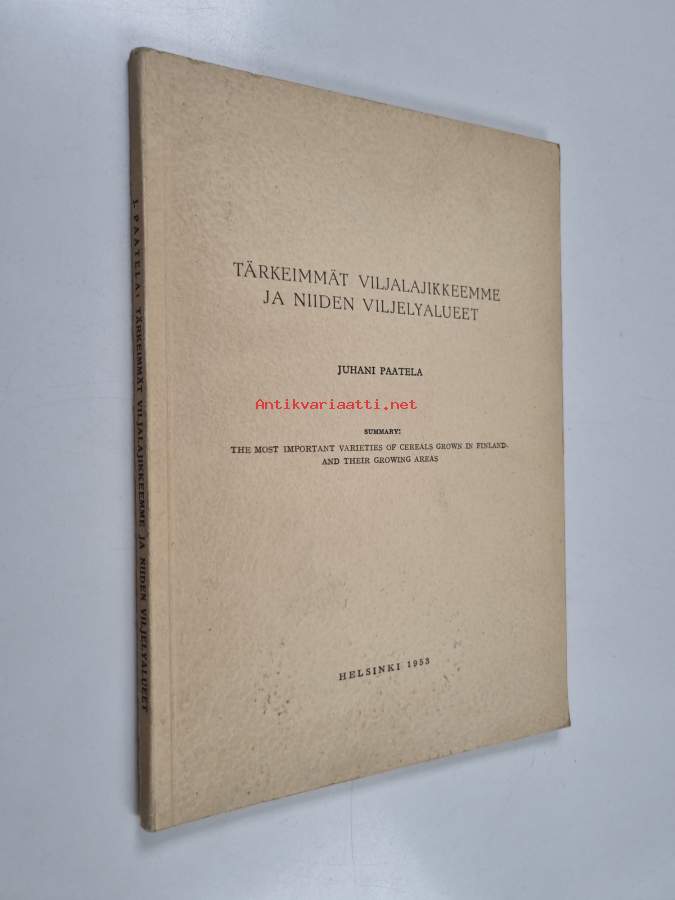 TÄRKEIMMÄT VILJALAJIKKEEMME
JA NIIDEN VILJELYALUEET
JUHANI PAATELA
Antikvariaatti.net
SUMMARY:
THE MOST IMPORTANT VARIETIES OF CEREALS GROWN IN FINLAND
AND THEIR GROWING AREAS
HELSINKI 1953
J. PAATELA: TÄRKEIMMÄT VILJALAJIKKEEMME JA NIIDEN VILJELYALUEET